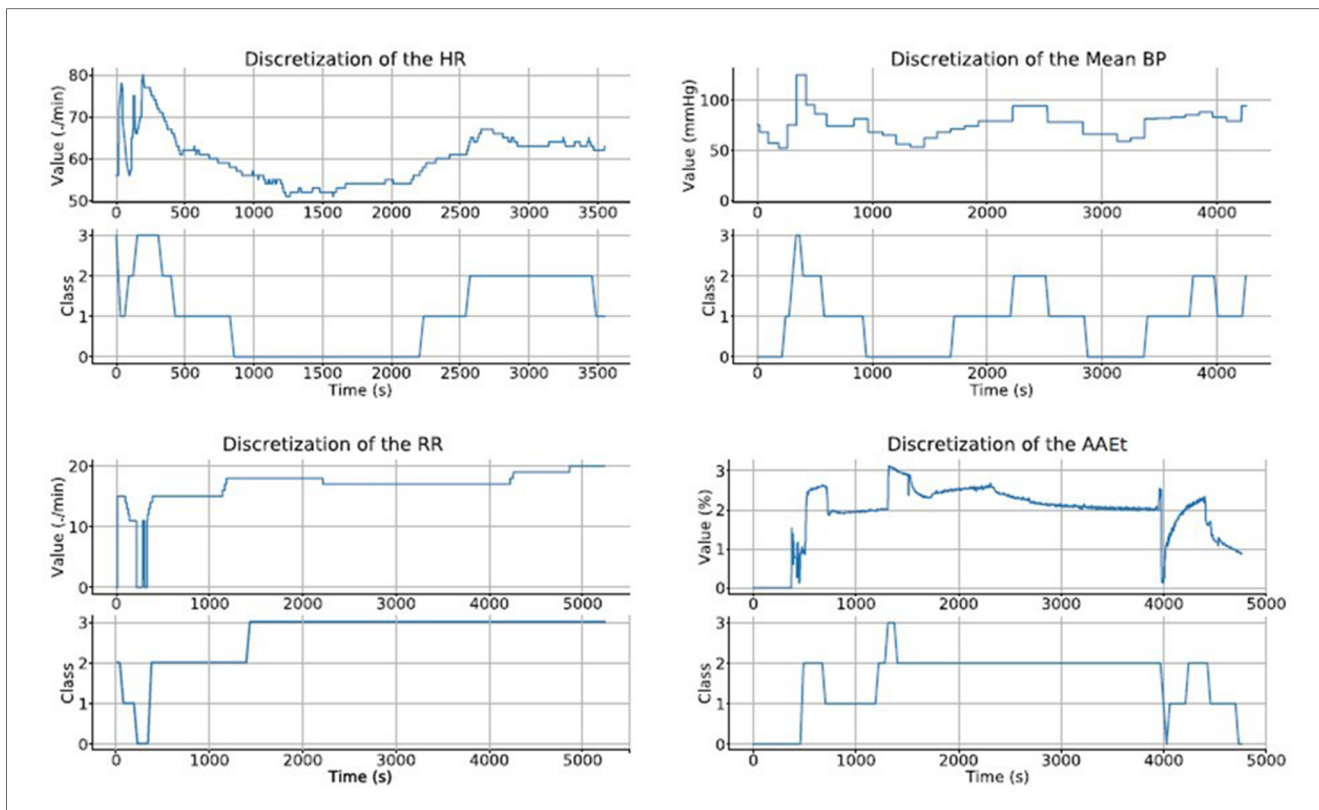 Discretization of the HR
Value (./min)
80
70
60
50
0 500 1000 1500 2000 2500 3000 3500
Class
3
2
1
0
0 500 1000 1500 2000 2500 3000 3500
Time (s)
Discretization of the Mean BP
Value (mmHg)
100
50
0
0 1000 2000 3000 4000
Class
3
2
1
0
0 1000 2000 3000 4000
Time (s)
Discretization of the RR
Value (./min)
20
10
0
0 1000 2000 3000 4000 5000
Class
3
2
1
0
0 1000 2000 3000 4000 5000
Time (s)
Discretization of the AAEt
Value (%)
3
2
1
0
0 1000 2000 3000 4000 5000
Class
3
2
1
0
0 1000 2000 3000 4000 5000
Time (s)